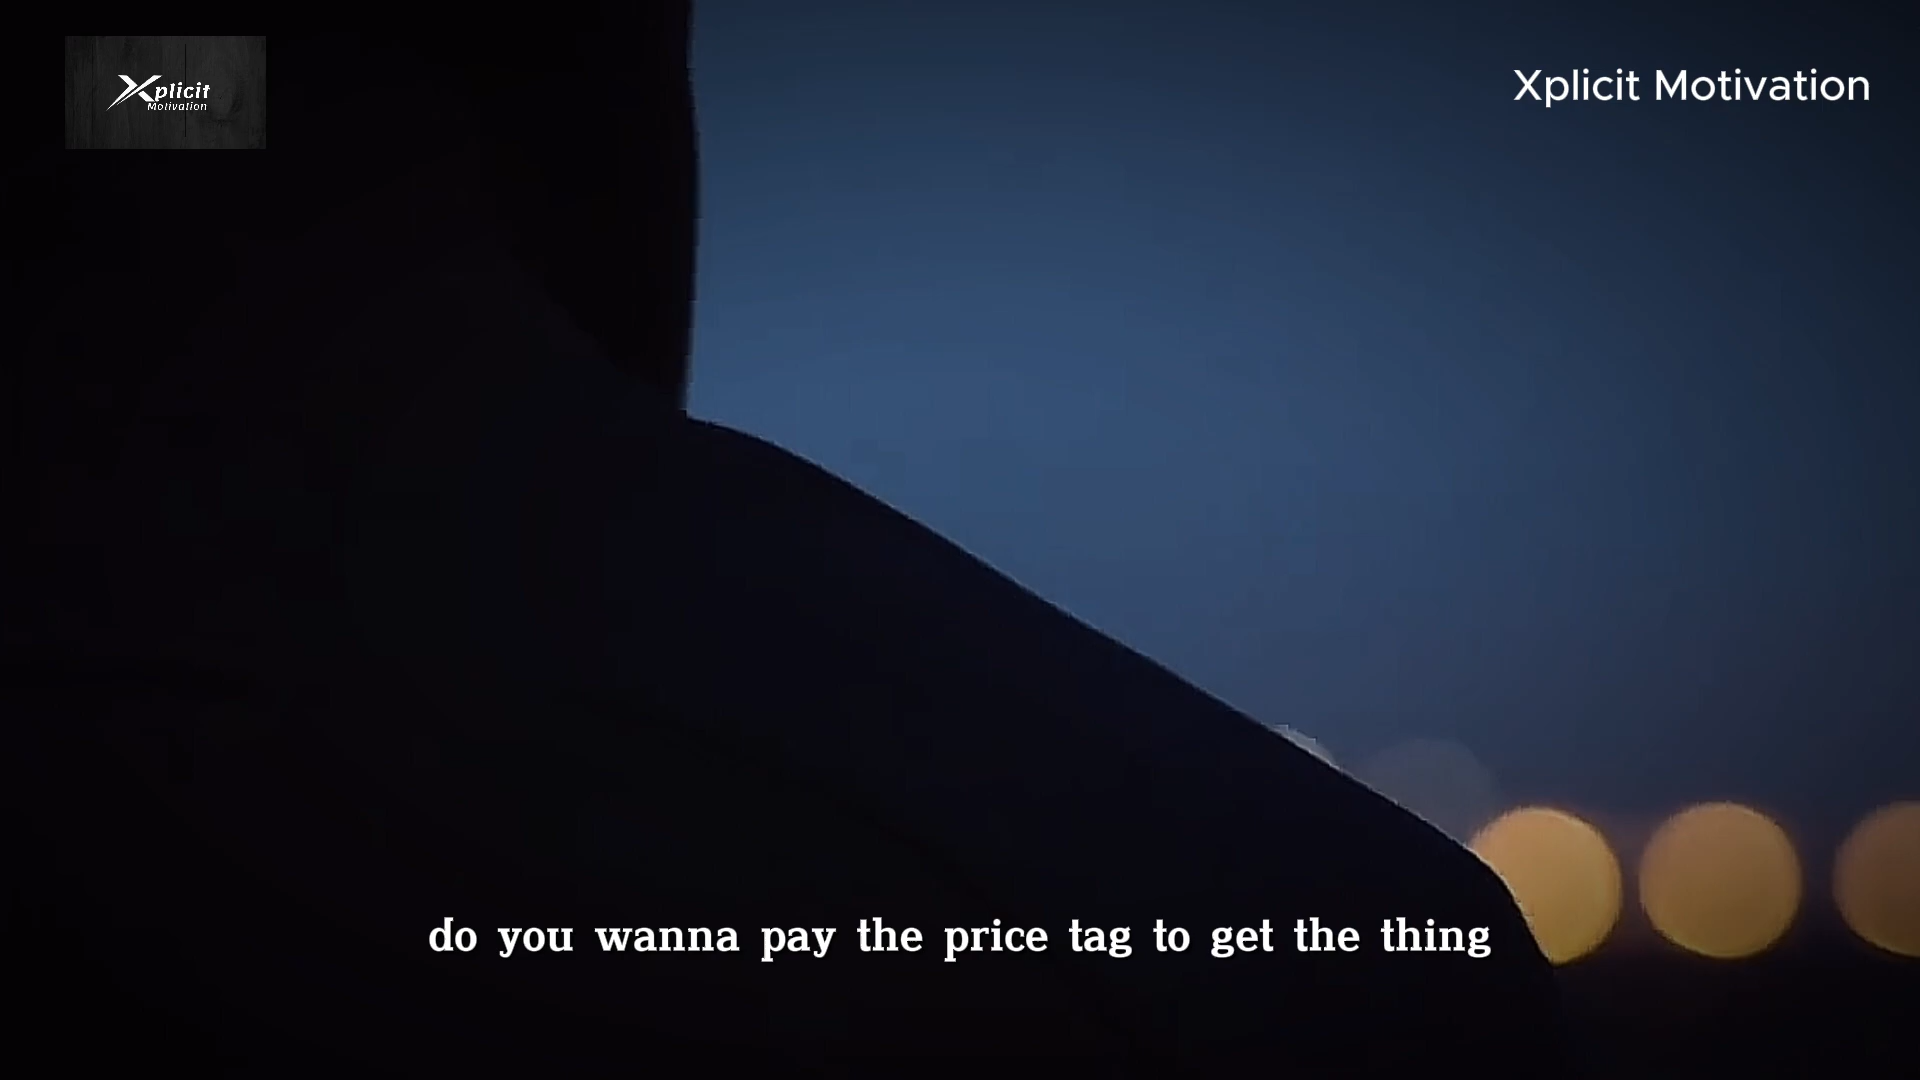 Xplicit
Motivation
Xplicit Motivation
do you wanna pay the price tag to get the thing